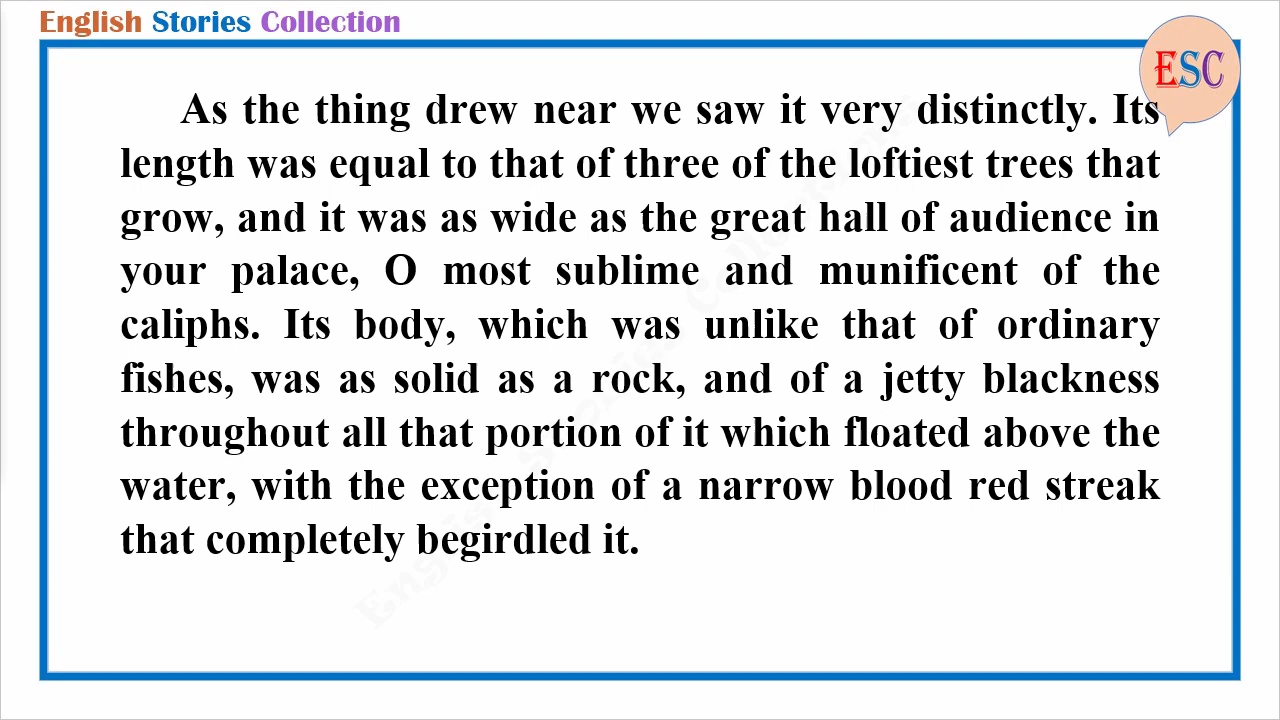 English Stories Collection
ESC
As the thing drew near we saw it very distinctly. Its
length was equal to that of three of the loftiest trees that
grow, and it was as wide as the great hall of audience in
your palace, O most sublime and munificent of the
caliphs. Its body, which was unlike that of ordinary
fishes, was as solid as a rock, and of a jetty blackness
throughout all that portion of it which floated above the
water, with the exception of a narrow blood red streak
that completely begirdled it.
English Stories Collections